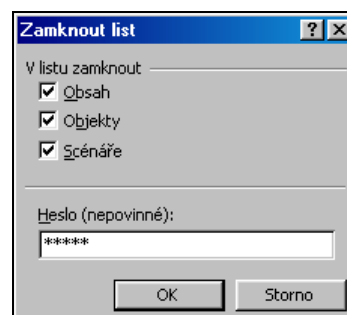 Zamknout list
V listu zamknout
Obsah
Objekty
Scénáře
Heslo (nepovinné):
*****
OK Storno